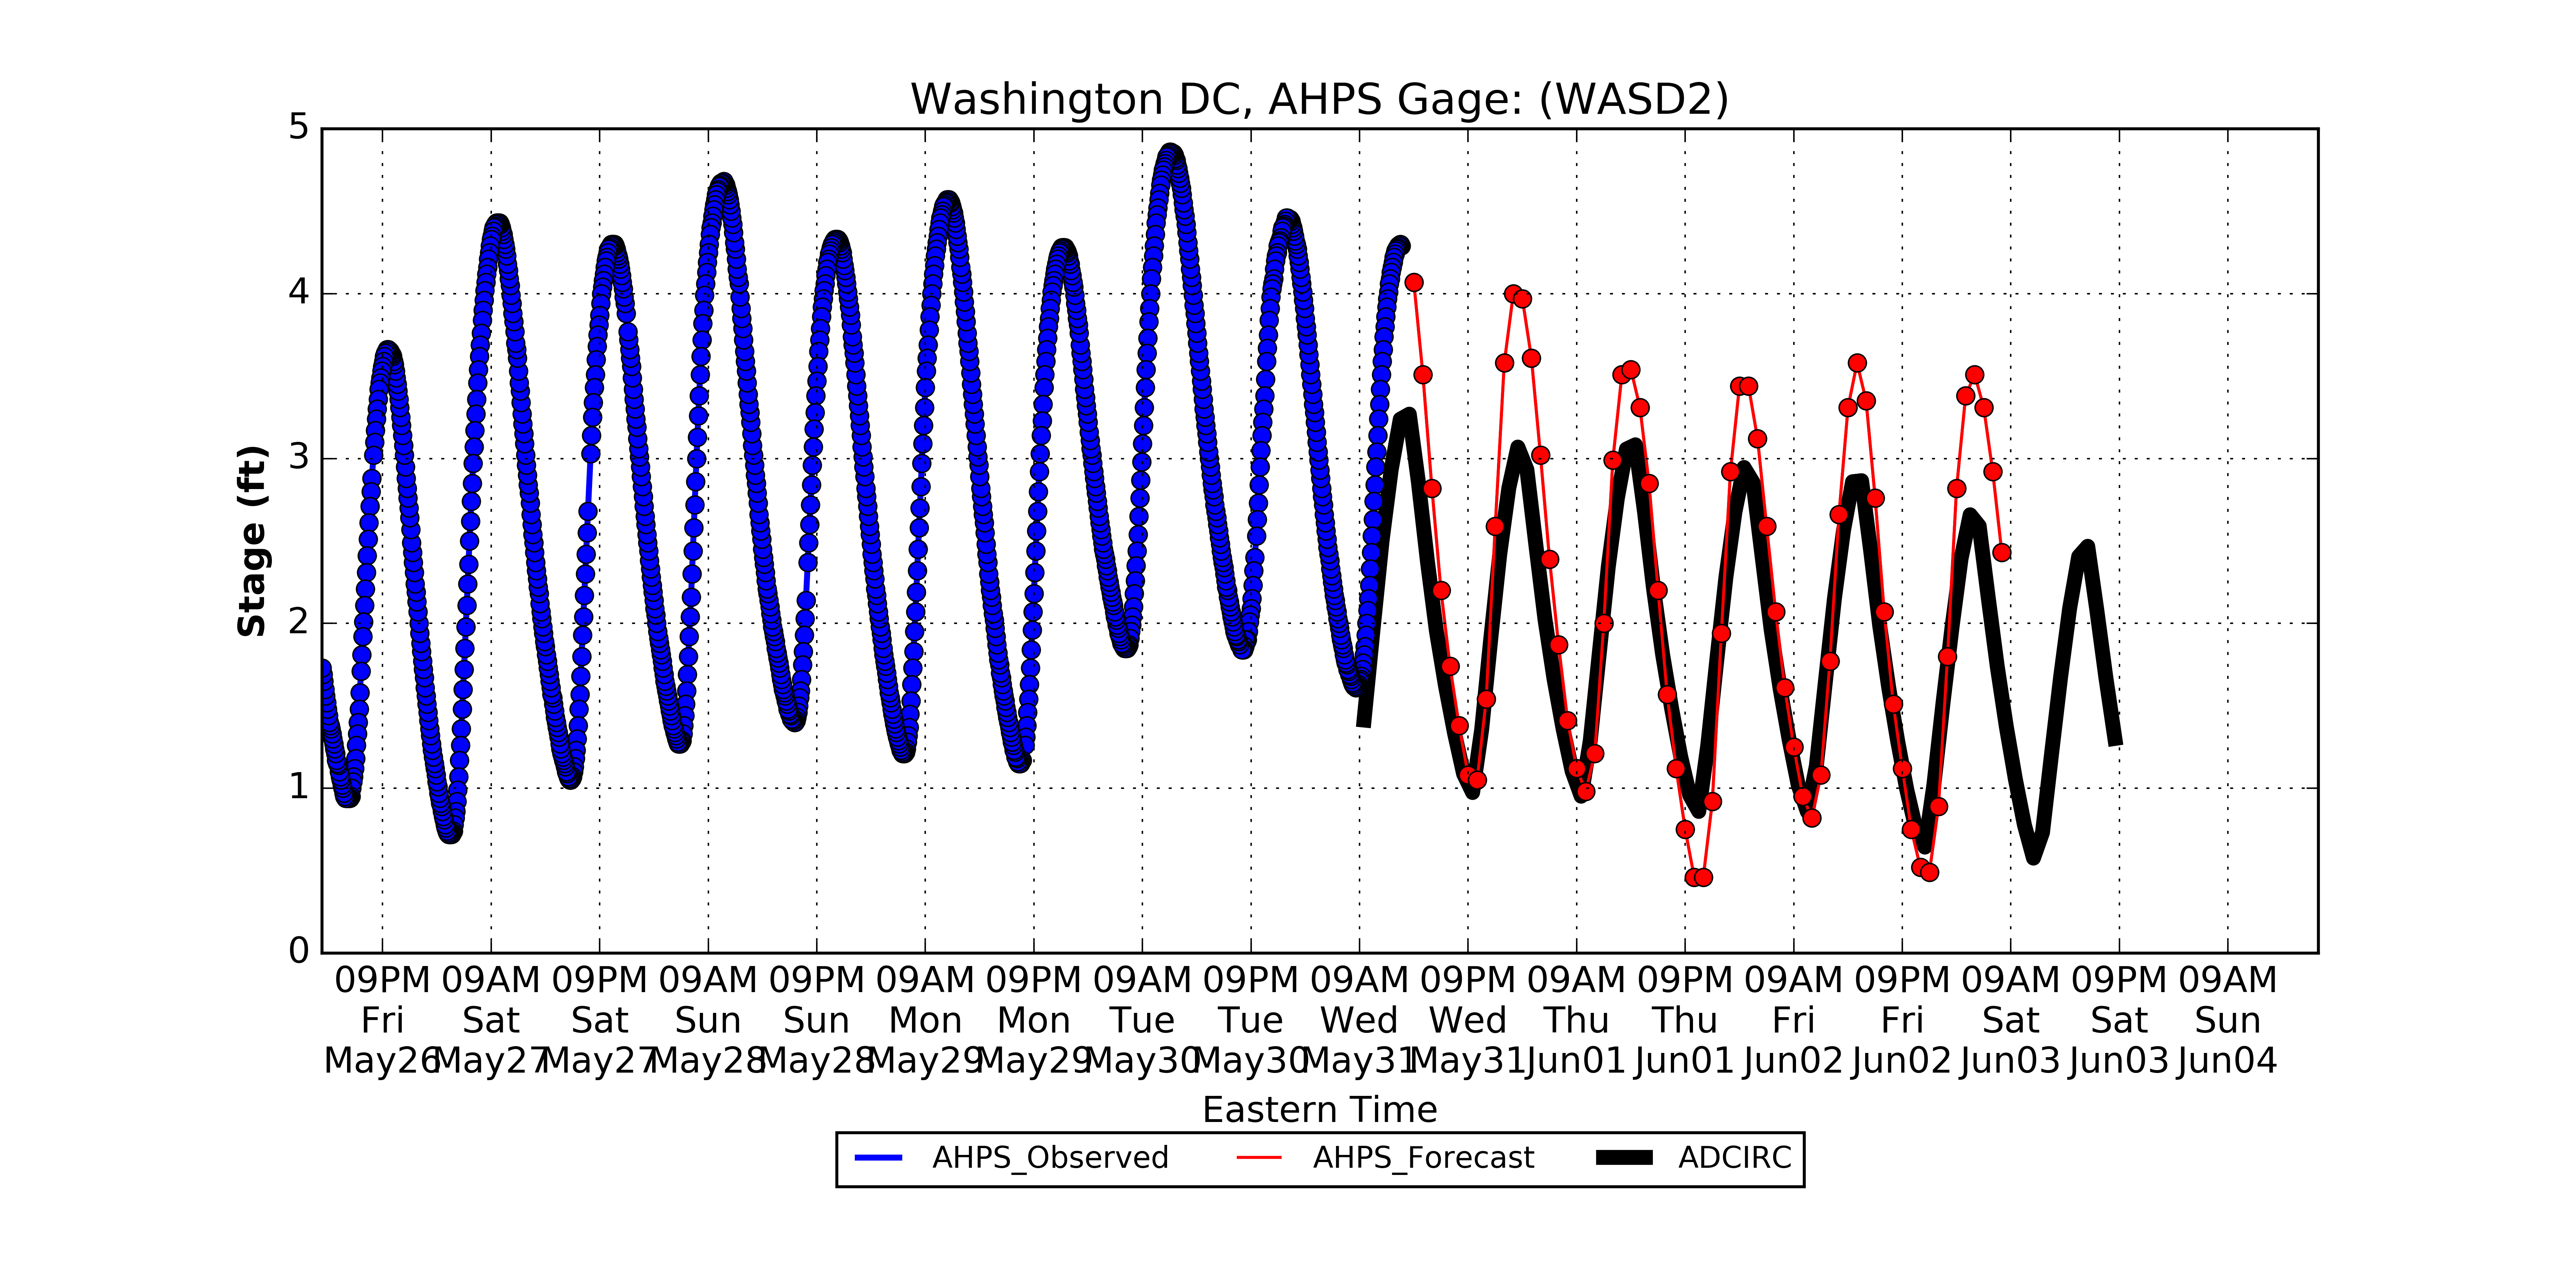 Washington DC, AHPS Gage: (WASD2)
5
4
3
2
1
0
Stage (ft)
09PM 09AM 09PM 09AM 09PM 09AM 09PM 09AM 09PM 09AM 09PM 09AM 09PM 09AM 09PM 09AM 09PM 09AM
Fri Sat Sat Sun Sun Mon Mon Tue Tue Wed Wed Thu Thu Fri Fri Sat Sat Sun
May26 May27 May27 May28 May28 May29 May29 May30 May30 May31 May31 Jun01 Jun01 Jun02 Jun02 Jun03 Jun03 Jun04
Eastern Time
AHPS_Observed AHPS_Forecast ADCIRC